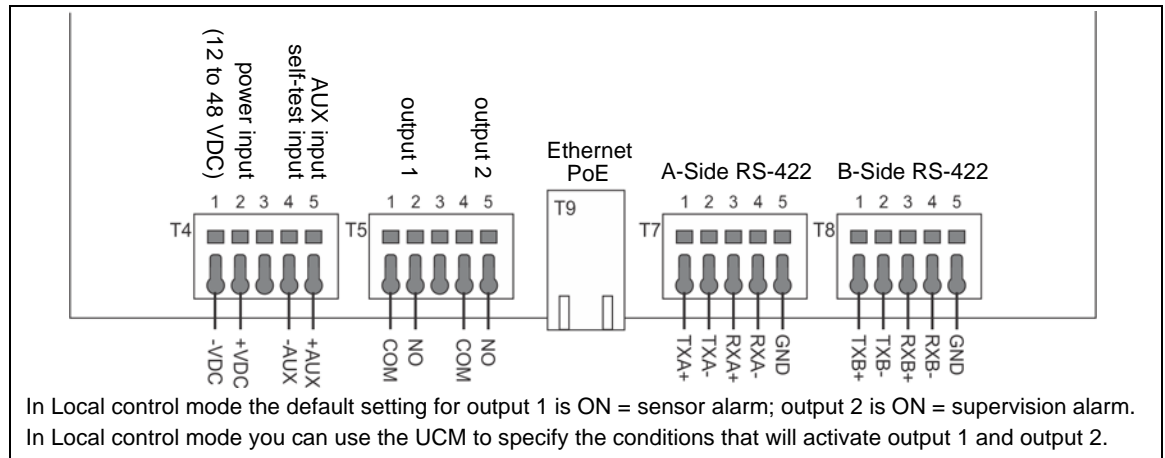 (12 to 48 VDC)
power input
self-test input
AUX input
output 1
output 2
Ethernet
PoE
A-Side RS-422
B-Side RS-422
1 2 3 4 5
1 2 3 4 5
1 2 3 4 5
1 2 3 4 5
T4
T5
T9
T7
T8
-VDC
+VDC
-AUX
+AUX
COM
NO
COM
NO
TXA+
TXA-
RXA+
RXA-
GND
TXB+
TXB-
RXB+
RXB-
GND
In Local control mode the default setting for output 1 is ON = sensor alarm; output 2 is ON = supervision alarm.
In Local control mode you can use the UCM to specify the conditions that will activate output 1 and output 2.